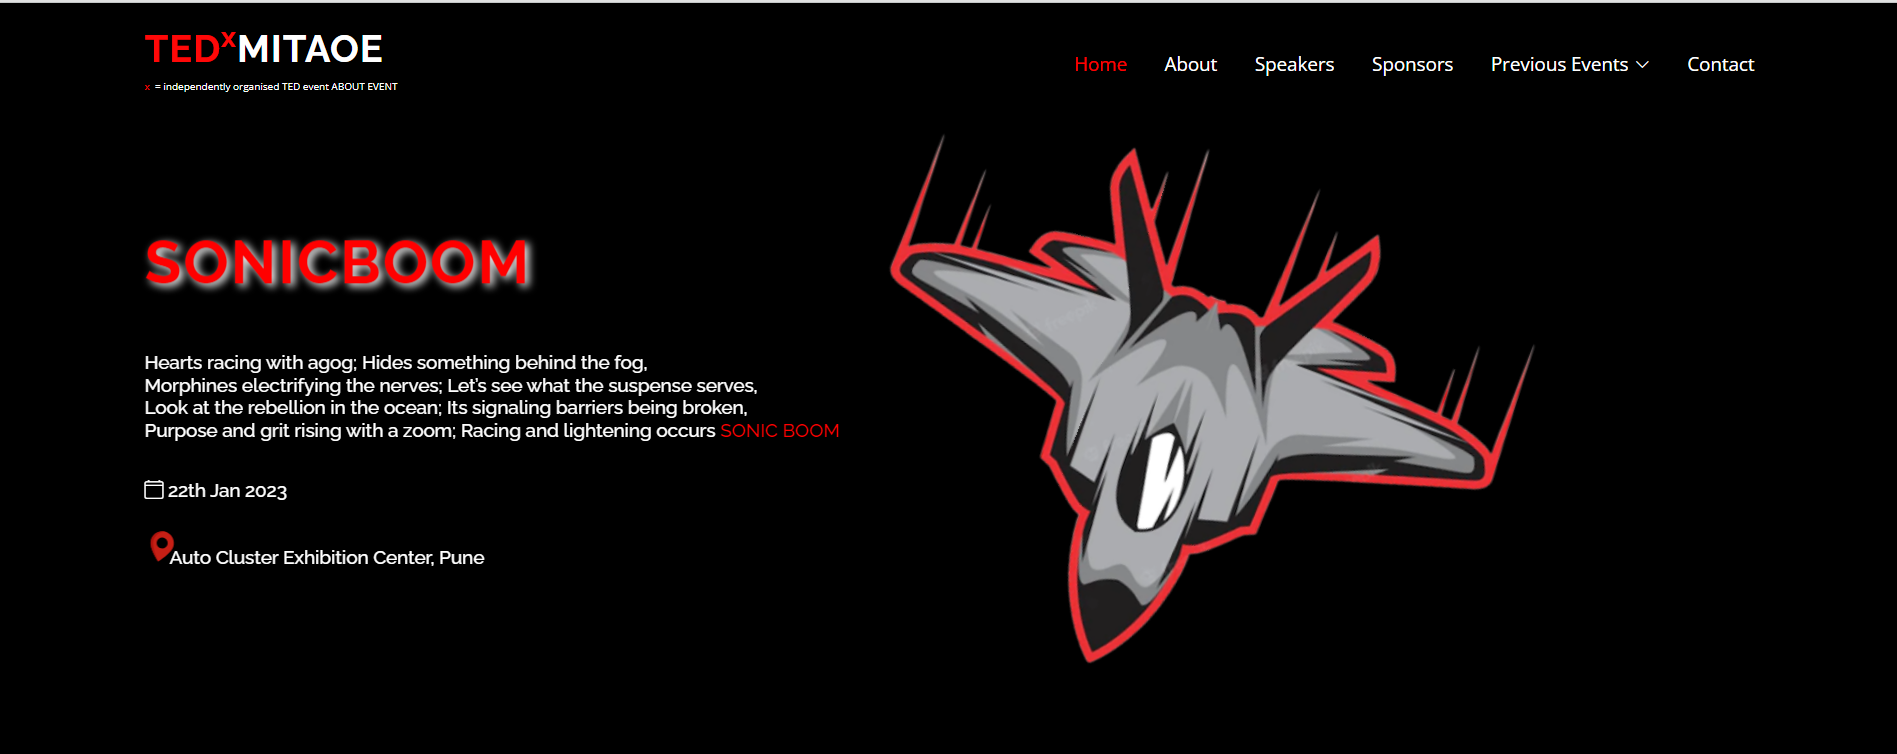 TEDxMITAOE
x = independently organised TED event ABOUT EVENT
Home About Speakers Sponsors Previous Events Contact
SONICBOOM
Hearts racing with agog; Hides something behind the fog,
Morphines electrifying the nerves; Let's see what the suspense serves,
Look at the rebellion in the ocean; Its signaling barriers being broken,
Purpose and grit rising with a zoom; Racing and lightening occurs SONIC BOOM
22th Jan 2023
Auto Cluster Exhibition Center, Pune